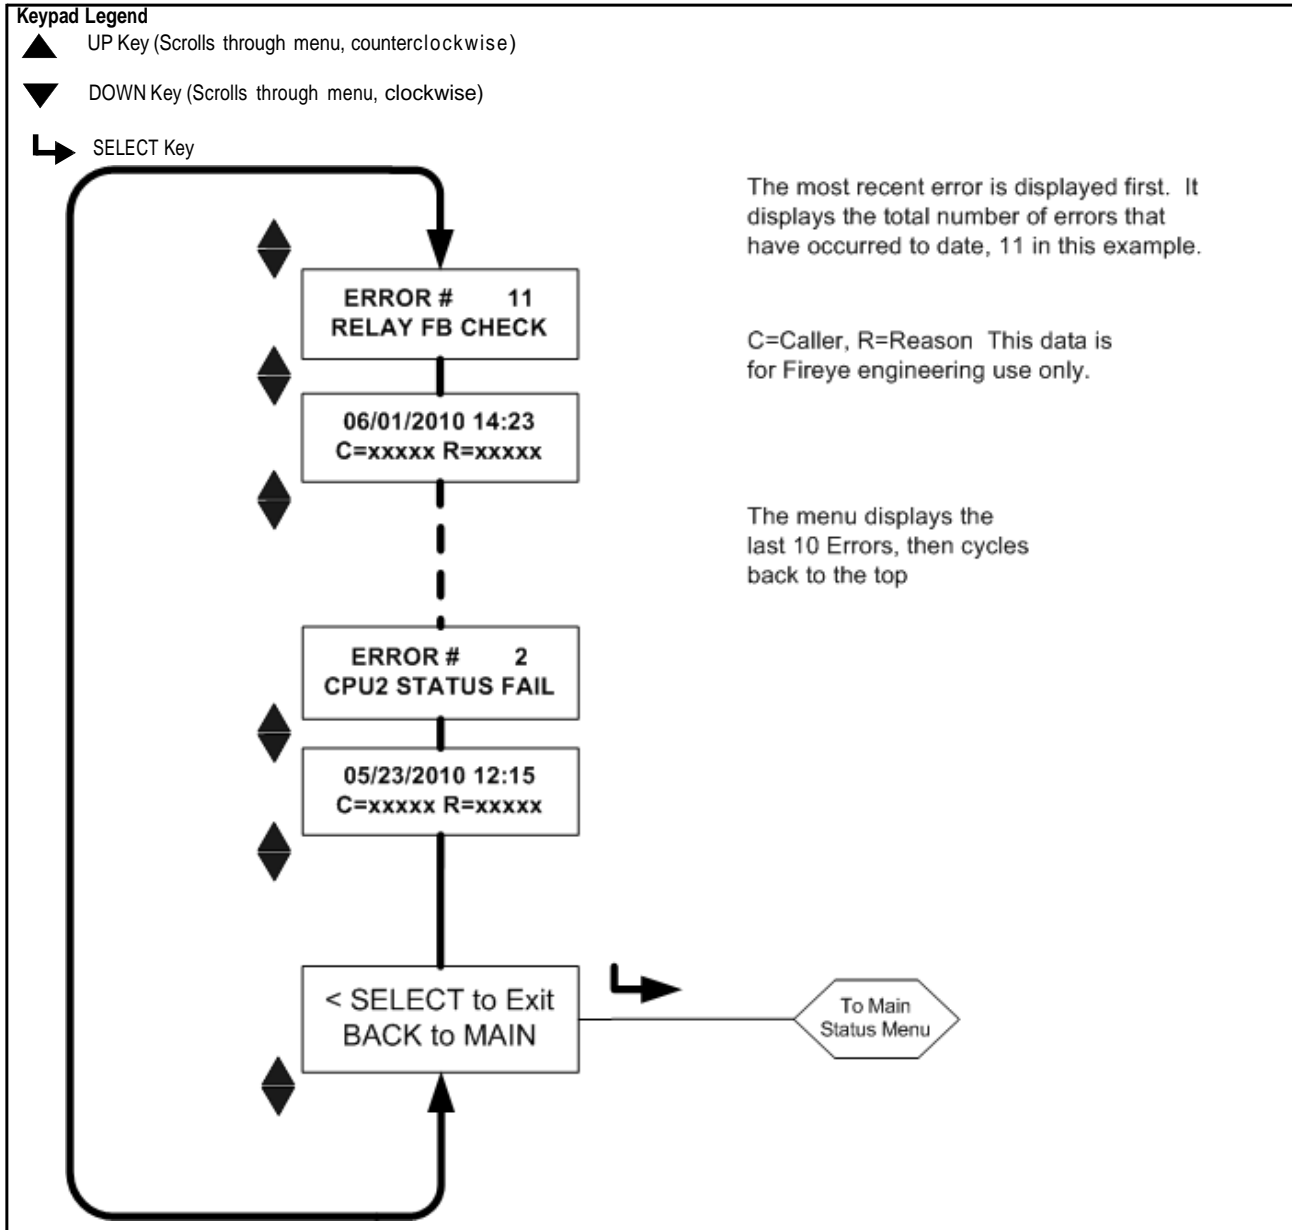 Keypad Legend
UP Key (Scrolls through menu, counterclockwise)
DOWN Key (Scrolls through menu, clockwise)
SELECT Key
The most recent error is displayed first. It
displays the total number of errors that
have occurred to date, 11 in this example.
ERROR # 11
RELAY FB CHECK
C=Caller, R=Reason This data is
for Fireye engineering use only.
06/01/2010 14:23
C=xxxxx R=xxxxx
The menu displays the
last 10 Errors, then cycles
back to the top
ERROR # 2
CPU2 STATUS FAIL
05/23/2010 12:15
C=xxxxx R=xxxxx
< SELECT to Exit
BACK to MAIN
To Main
Status Menu